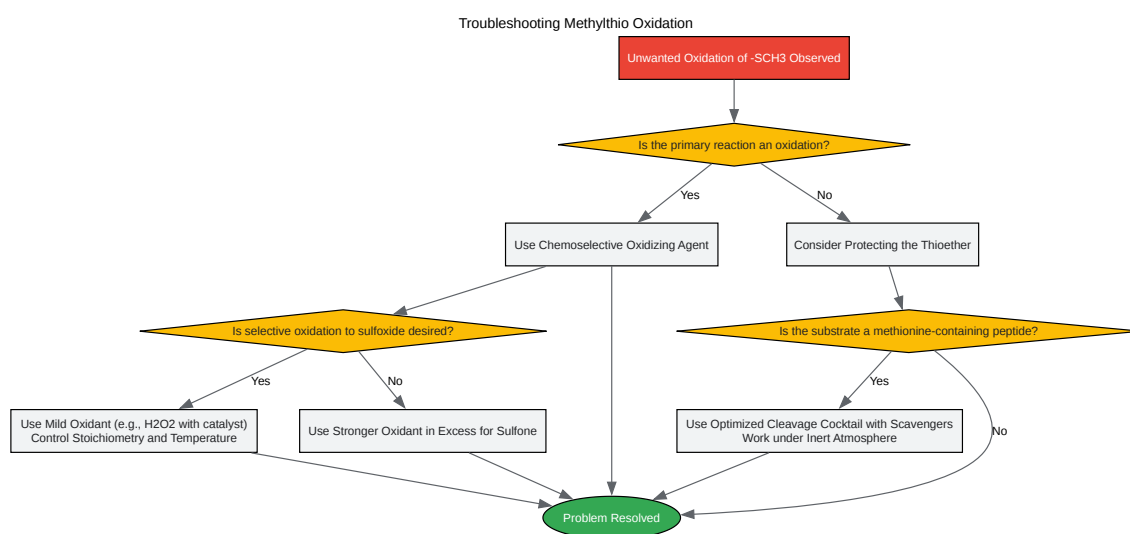 Troubleshooting Methylthio Oxidation
Unwanted Oxidation of -SCH3 Observed
Is the primary reaction an oxidation?
Yes
No
Use Chemoselective Oxidizing Agent
Consider Protecting the Thioether
Is selective oxidation to sulfoxide desired?
Is the substrate a methionine-containing peptide?
Yes
No
Yes
No
Use Mild Oxidant (e.g., H2O2 with catalyst)
Control Stoichiometry and Temperature
Use Stronger Oxidant in Excess for Sulfone
Use Optimized Cleavage Cocktail with Scavengers
Work under Inert Atmosphere
Problem Resolved